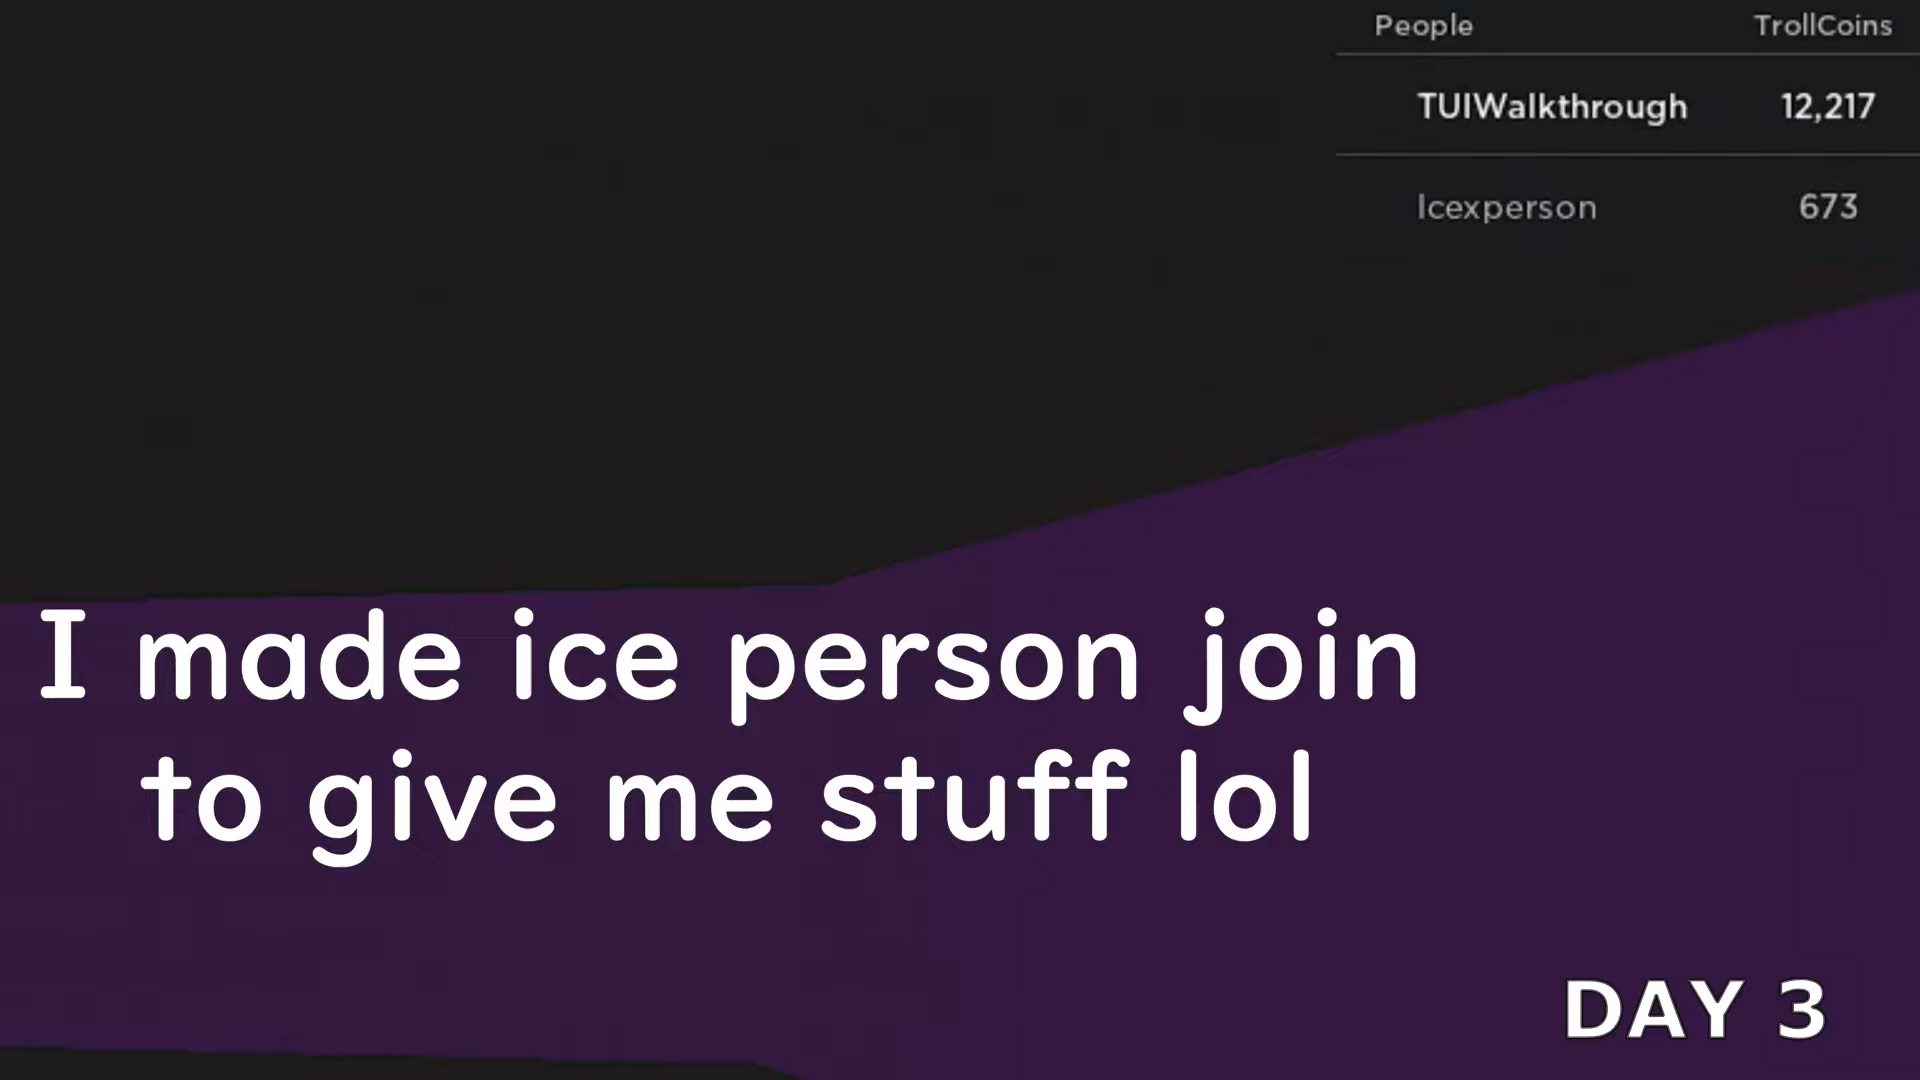 People TrollCoins
TUIWalkthrough 12,217
Icexperson 673
I made ice person join
to give me stuff lol
DAY 3